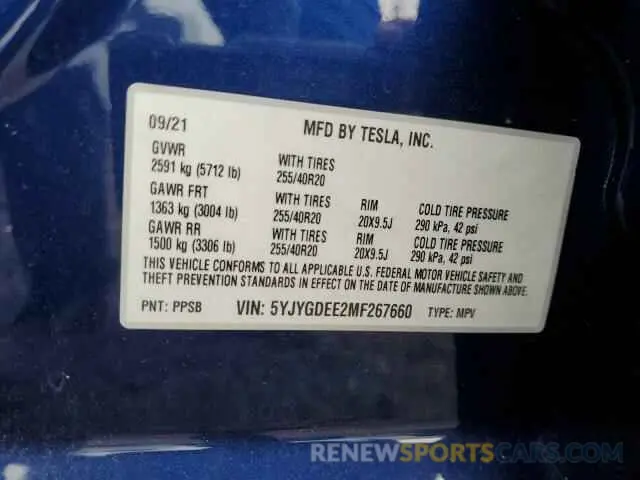 09/21 MFD BY TESLA, INC.
GVWR
2591 kg (5712 lb) WITH TIRES 255/40R20
GAWR FRT
1363 kg (3004 lb) WITH TIRES 255/40R20 RIM 20X9.5J COLD TIRE PRESSURE 290 kPa, 42 psi
GAWR RR
1500 kg (3306 lb) WITH TIRES 255/40R20 RIM 20X9.5J COLD TIRE PRESSURE 290 kPa, 42 psi
THIS VEHICLE CONFORMS TO ALL APPLICABLE U.S. FEDERAL MOTOR VEHICLE SAFETY AND
THEFT PREVENTION STANDARDS IN EFFECT ON THE DATE OF MANUFACTURE SHOWN ABOVE.
PNT: PPSB VIN: 5YJYGDEE2MF267660 TYPE: MPV
RENEWSPORTSCARS.COM